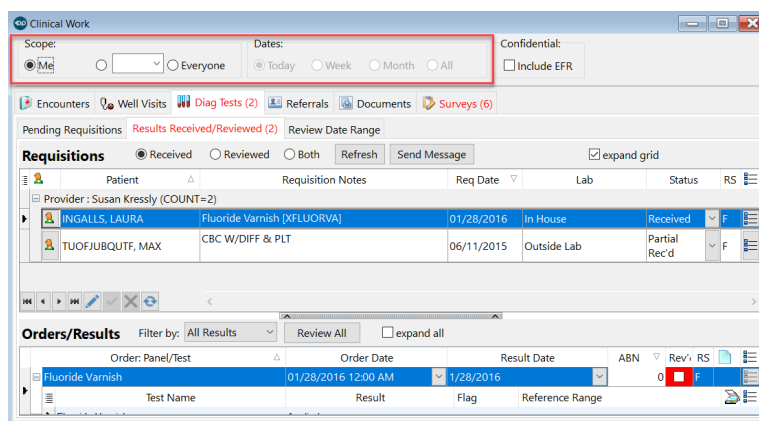 Clinical Work
Scope: Dates: Confidential:
Me Everyone Today Week Month All Include EFR
Encounters Well Visits Diag Tests (2) Referrals Documents Surveys (6)
Pending Requisitions Results Received/Reviewed (2) Review Date Range
Requisitions Received Reviewed Both Refresh Send Message expand grid
Patient Requisition Notes Req Date Lab Status RS
Provider : Susan Kressly (COUNT=2)
INGALLS, LAURA Fluoride Varnish [XFLUORVA] 01/28/2016 In House Received F
TUOFJUBQUTF, MAX CBC W/DIFF & PLT 06/11/2015 Outside Lab Partial Rec'd F
Orders/Results Filter by: All Results Review All expand all
Order: Panel/Test Order Date Result Date ABN Rev'd RS
Fluoride Varnish 01/28/2016 12:00 AM 1/28/2016 0 F
Test Name Result Flag Reference Range